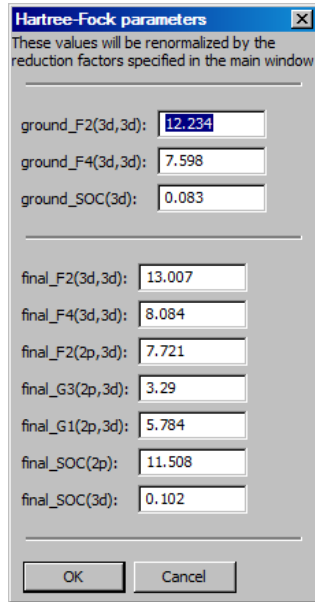 Hartree-Fock parameters
These values will be renormalized by the
reduction factors specified in the main window
ground_F2(3d,3d): 12.234
ground_F4(3d,3d): 7.598
ground_SOC(3d): 0.083
final_F2(3d,3d): 13.007
final_F4(3d,3d): 8.084
final_F2(2p,3d): 7.721
final_G3(2p,3d): 3.29
final_G1(2p,3d): 5.784
final_SOC(2p): 11.508
final_SOC(3d): 0.102
OK Cancel